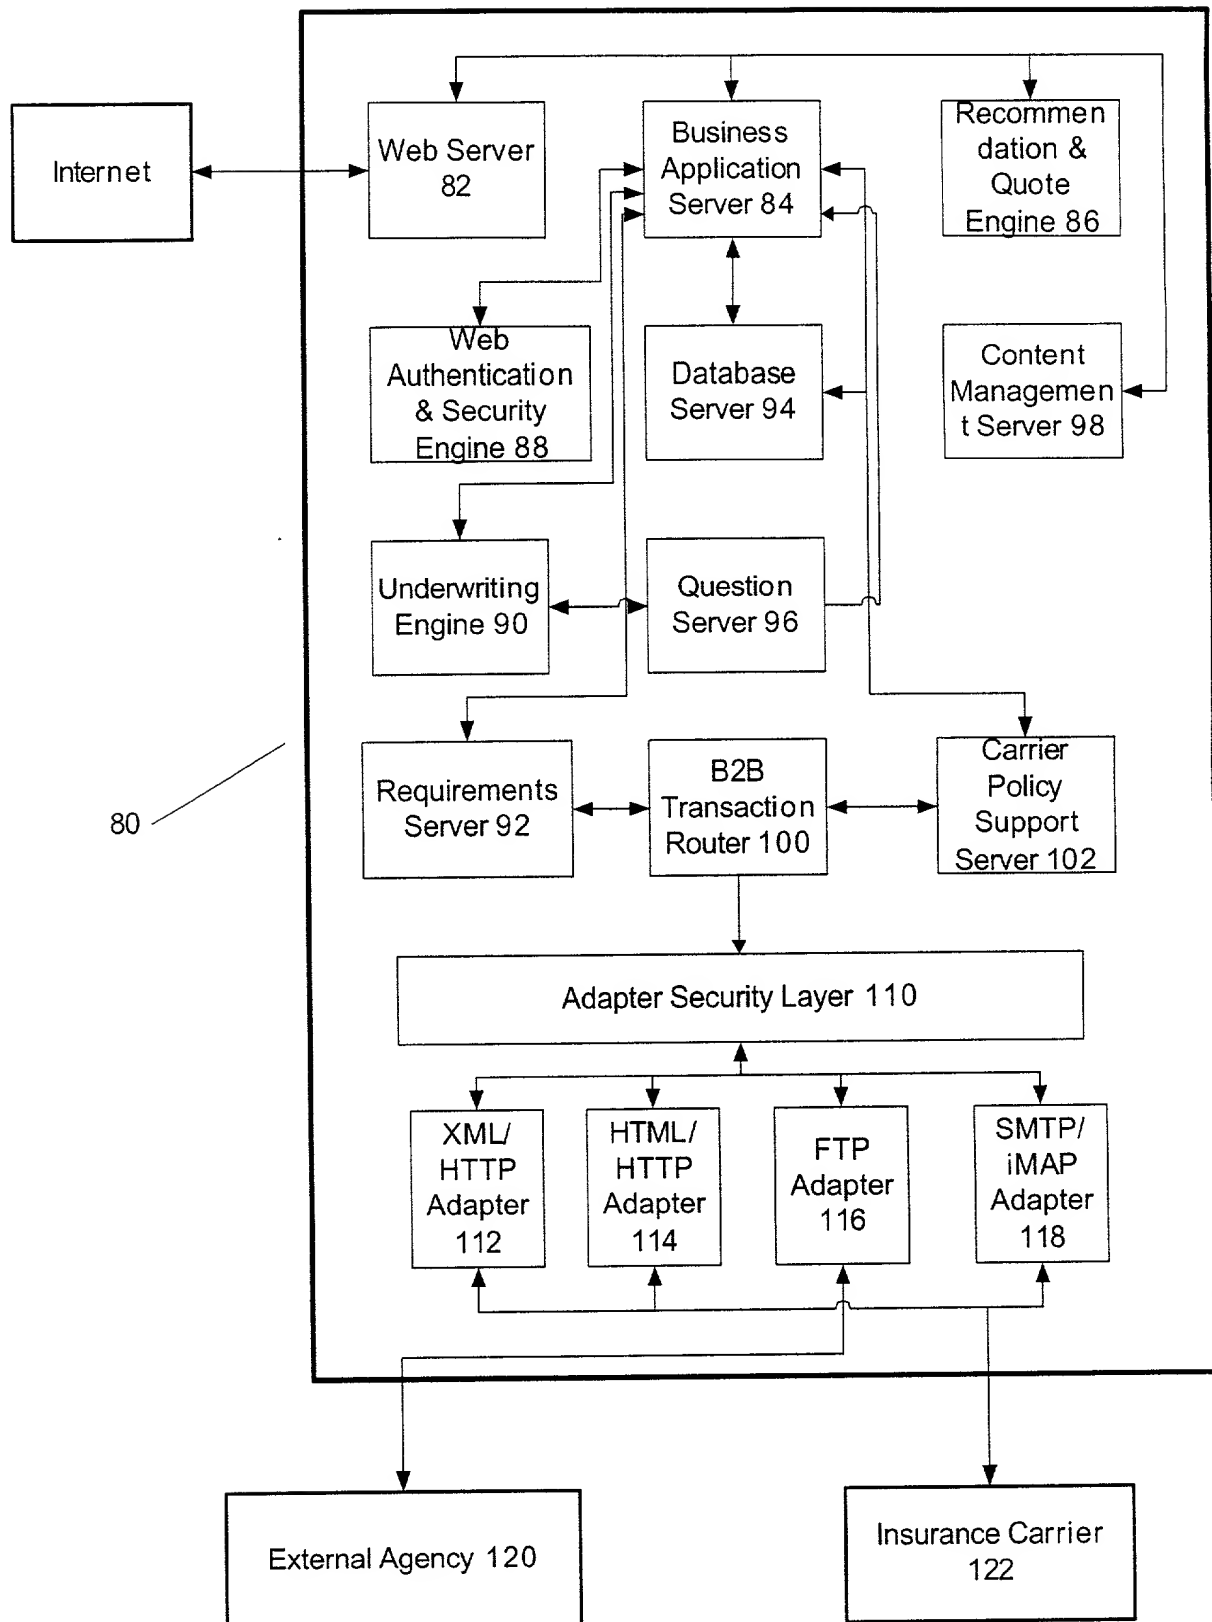 Internet
Web Server
82
Business
Application
Server 84
Recommen
dation &
Quote
Engine 86
Web
Authentication
& Security
Engine 88
Database
Server 94
Content
Managemen
t Server 98
Underwriting
Engine 90
Question
Server 96
Requirements
Server 92
B2B
Transaction
Router 100
Carrier
Policy
Support
Server 102
80
Adapter Security Layer 110
XML/
HTTP
Adapter
112
HTML/
HTTP
Adapter
114
FTP
Adapter
116
SMTP/
iMAP
Adapter
118
External Agency 120
Insurance Carrier
122